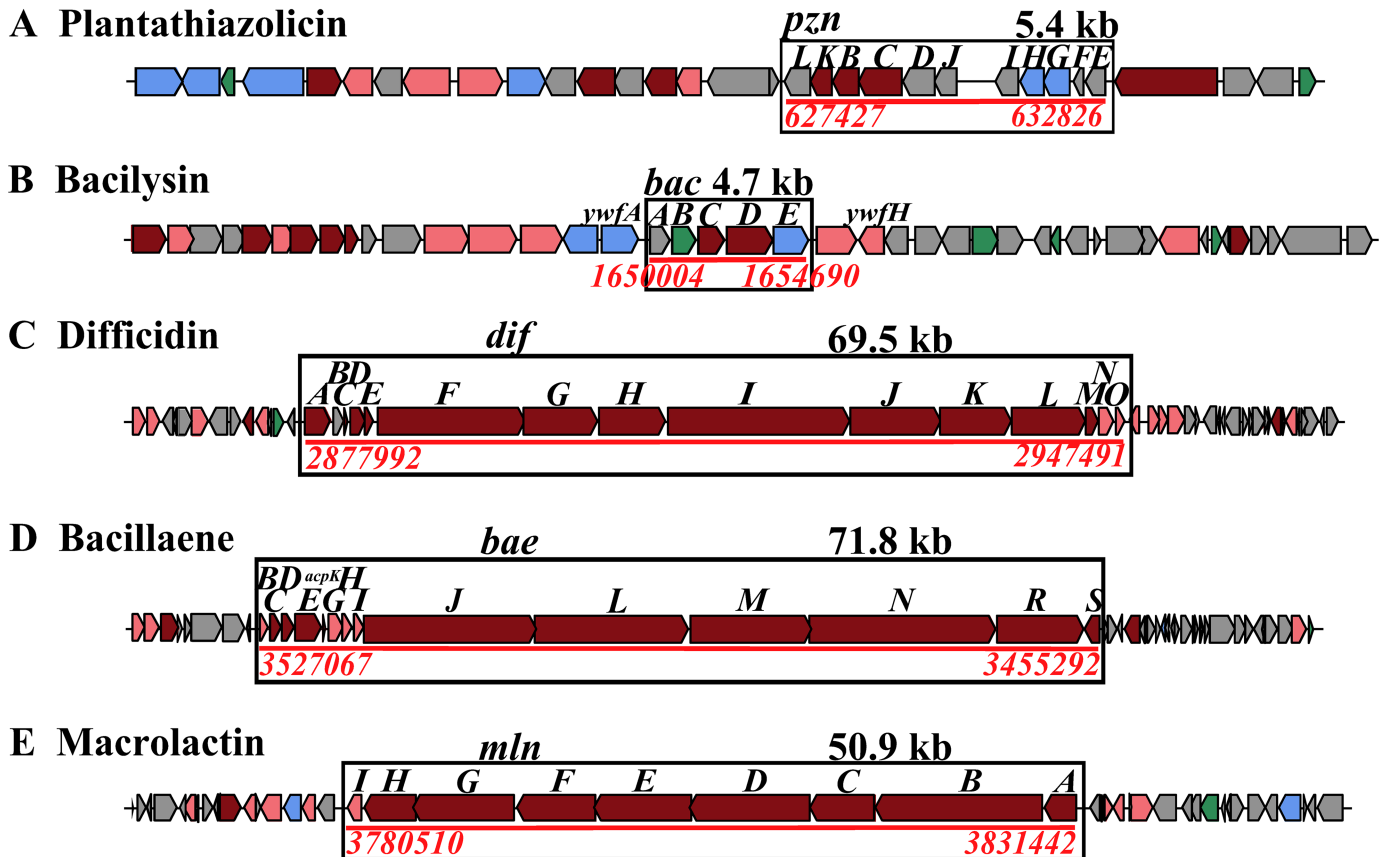 A Plantathiazolicin pzn 5.4 kb
L K B C D J I H G F E
627427 632826
B Bacilysin bac 4.7 kb
ywfA A B C D E ywfH
1650004 1654690
C Difficidin dif 69.5 kb
B D N
A C E F G H I J K L M O
2877992 2947491
D Bacillaene bae 71.8 kb
B D acpK H
C E G I J L M N R S
3527067 3455292
E Macrolactin mln 50.9 kb
I H G F E D C B A
3780510 3831442